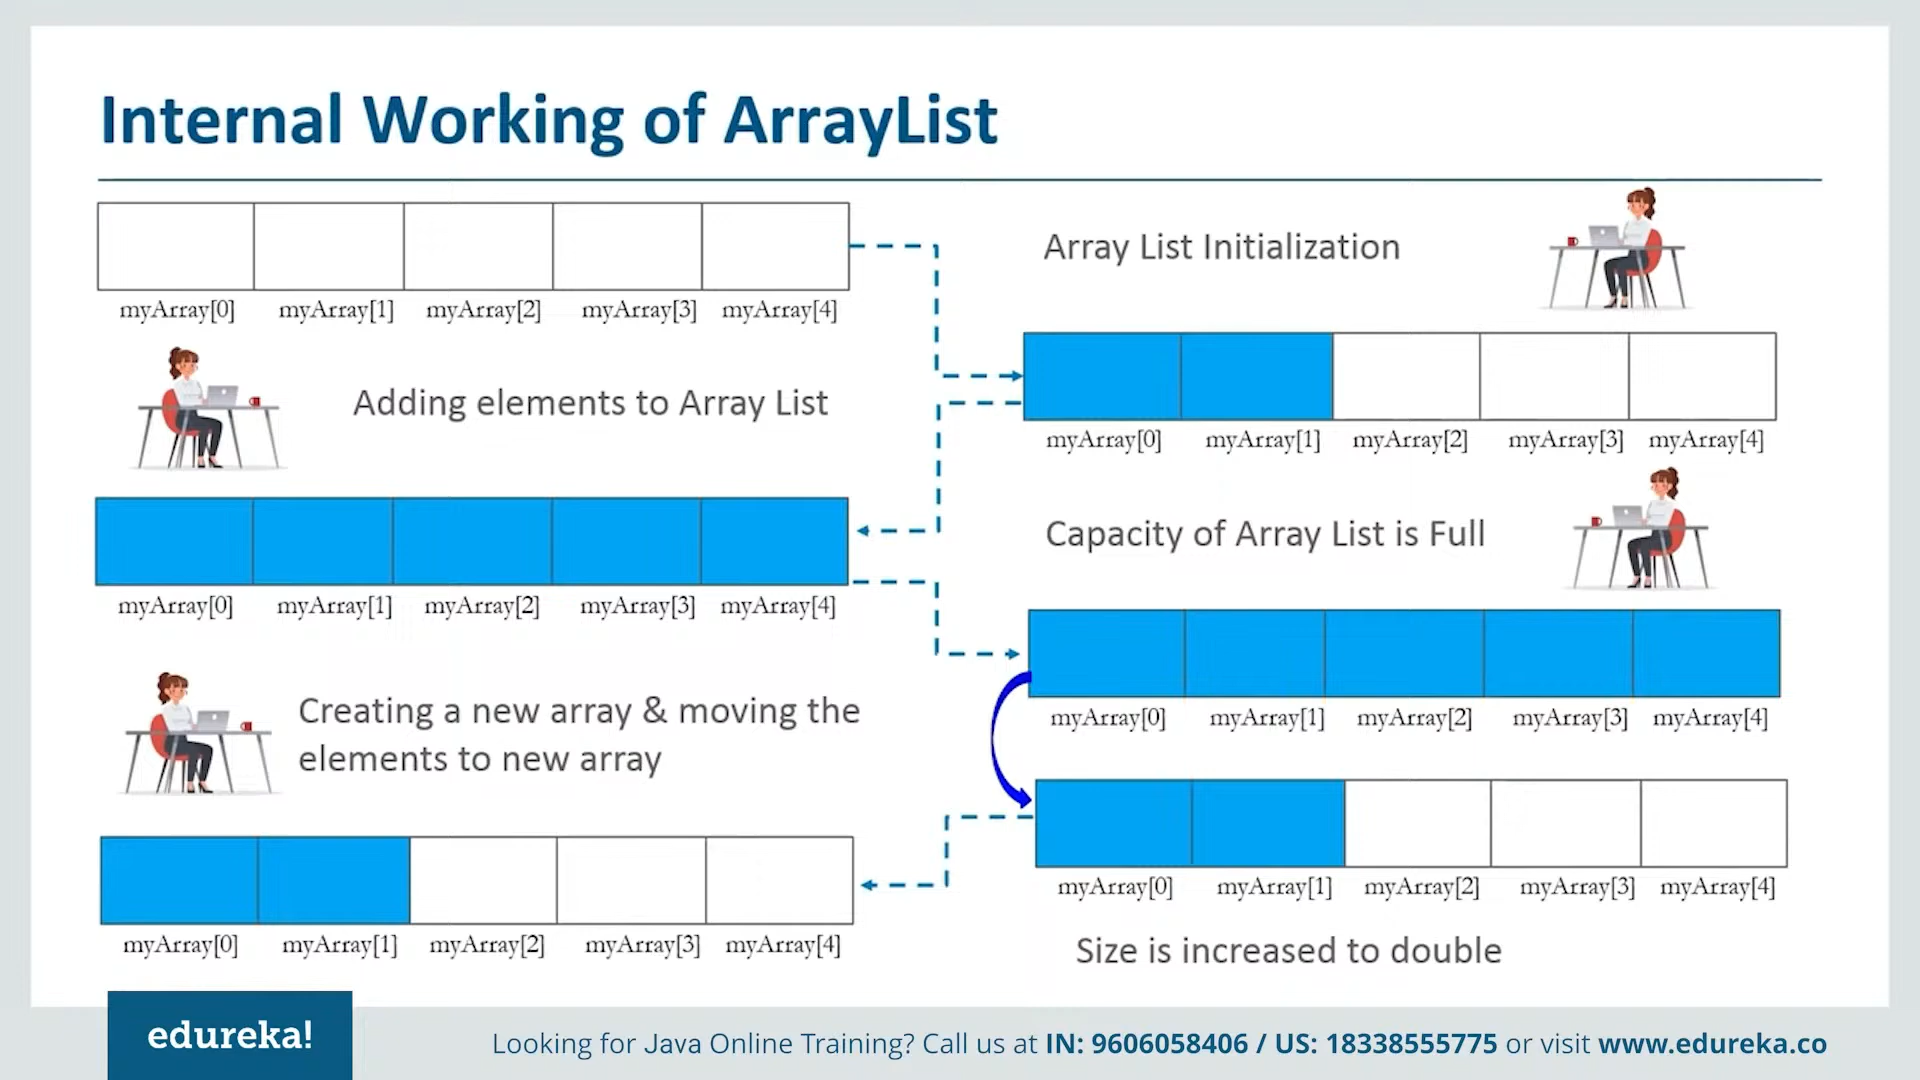 Internal Working of ArrayList
myArray[0] myArray[1] myArray[2] myArray[3] myArray[4]
Array List Initialization
Adding elements to Array List
myArray[0] myArray[1] myArray[2] myArray[3] myArray[4]
Capacity of Array List is Full
myArray[0] myArray[1] myArray[2] myArray[3] myArray[4]
Creating a new array & moving the
elements to new array
myArray[0] myArray[1] myArray[2] myArray[3] myArray[4]
myArray[0] myArray[1] myArray[2] myArray[3] myArray[4]
myArray[0] myArray[1] myArray[2] myArray[3] myArray[4]
Size is increased to double
edureka!
Looking for Java Online Training? Call us at IN: 9606058406 / US: 18338555775 or visit www.edureka.co